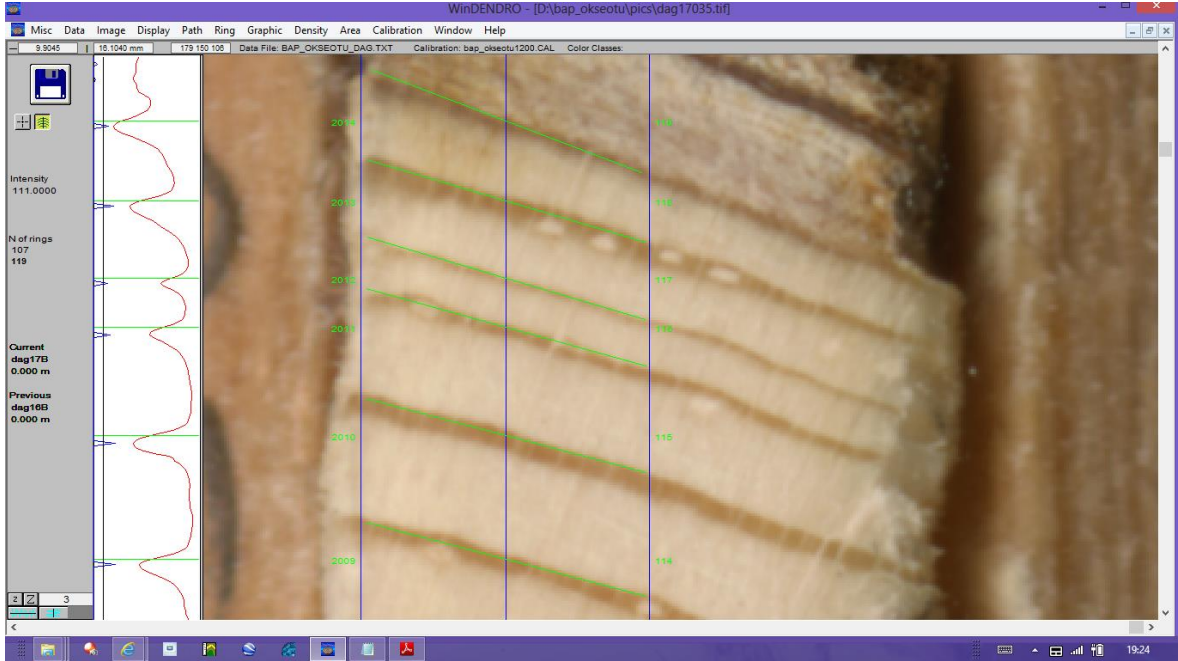 WinDENDRO - [D:\bap_okseotu\pics\dag17035.tif]
Misc Data Image Display Path Ring Graphic Density Area Calibration Window Help
9.9045 16.1040 mm 179 150 106 Data File: BAP_OKSEOTU_DAG.TXT Calibration: bap_okseotu1200.CAL Color Classes:
Intensity
111.0000
N of rings
107
119
Current
dag17B
0.000 m
Previous
dag16B
0.000 m
2014
2013 118
2012 117
2011 116
2010 115
2009 114
z Z 3
19:24